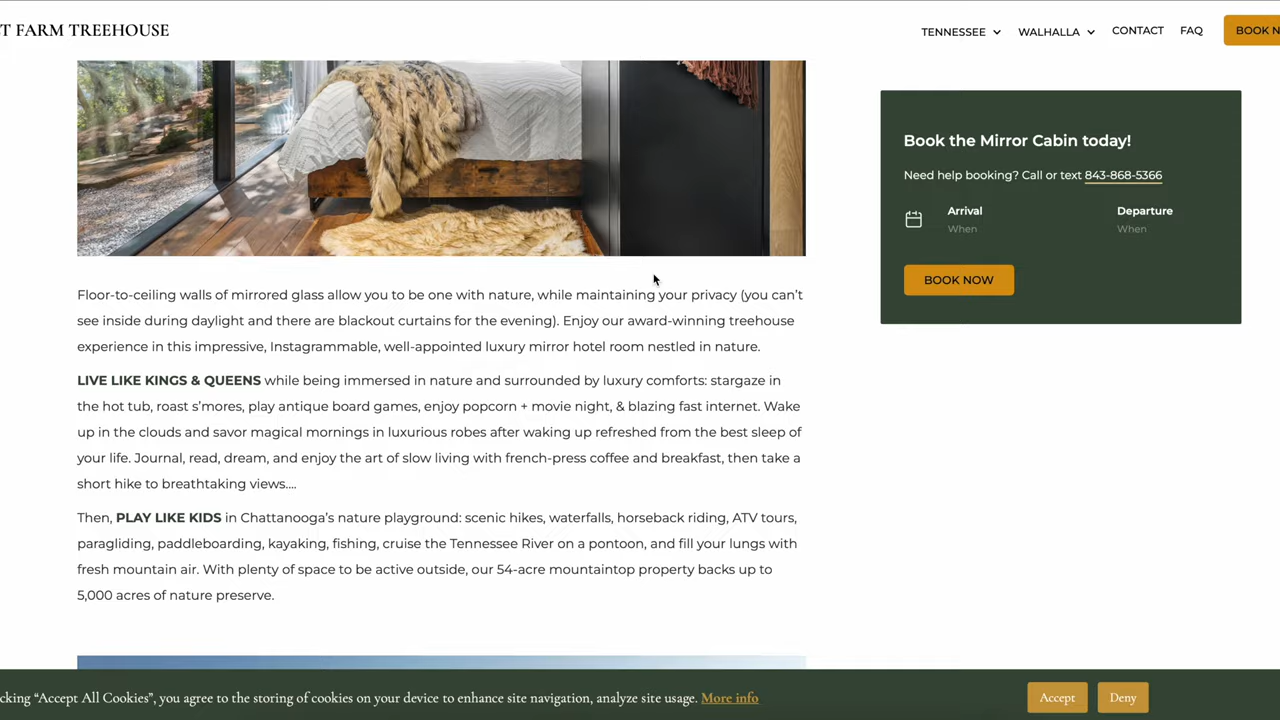 T FARM TREEHOUSE
TENNESSEE
WALHALLA
CONTACT
FAQ
BOOK N
Book the Mirror Cabin today!
Need help booking? Call or text 843-868-5366
Arrival
When
Departure
When
BOOK NOW
Floor-to-ceiling walls of mirrored glass allow you to be one with nature, while maintaining your privacy (you can’t
see inside during daylight and there are blackout curtains for the evening). Enjoy our award-winning treehouse
experience in this impressive, Instagrammable, well-appointed luxury mirror hotel room nestled in nature.
LIVE LIKE KINGS & QUEENS while being immersed in nature and surrounded by luxury comforts: stargaze in
the hot tub, roast s’mores, play antique board games, enjoy popcorn + movie night, & blazing fast internet. Wake
up in the clouds and savor magical mornings in luxurious robes after waking up refreshed from the best sleep of
your life. Journal, read, dream, and enjoy the art of slow living with french-press coffee and breakfast, then take a
short hike to breathtaking views....
Then, PLAY LIKE KIDS in Chattanooga’s nature playground: scenic hikes, waterfalls, horseback riding, ATV tours,
paragliding, paddleboarding, kayaking, fishing, cruise the Tennessee River on a pontoon, and fill your lungs with
fresh mountain air. With plenty of space to be active outside, our 54-acre mountaintop property backs up to
5,000 acres of nature preserve.
cking “Accept All Cookies”, you agree to the storing of cookies on your device to enhance site navigation, analyze site usage. More info
Accept
Deny